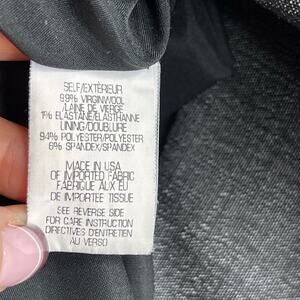 SELF/EXTÉRIEUR
99% VIRGINWOOL
/LAINE DE VIERGE
1% ELASTANE/ELASTHANNE
LINING/DOUBLURE
94% POLYESTER/POLYESTER
6% SPANDEX/SPANDEX
MADE IN USA
OF IMPORTED FABRIC
FABRIQUE AUX EU
DE IMPORTEE TISSUE
SEE REVERSE SIDE
FOR CARE INSTRUCTION
DIRECTIVES D'ENTRETIEN
AU VERSO